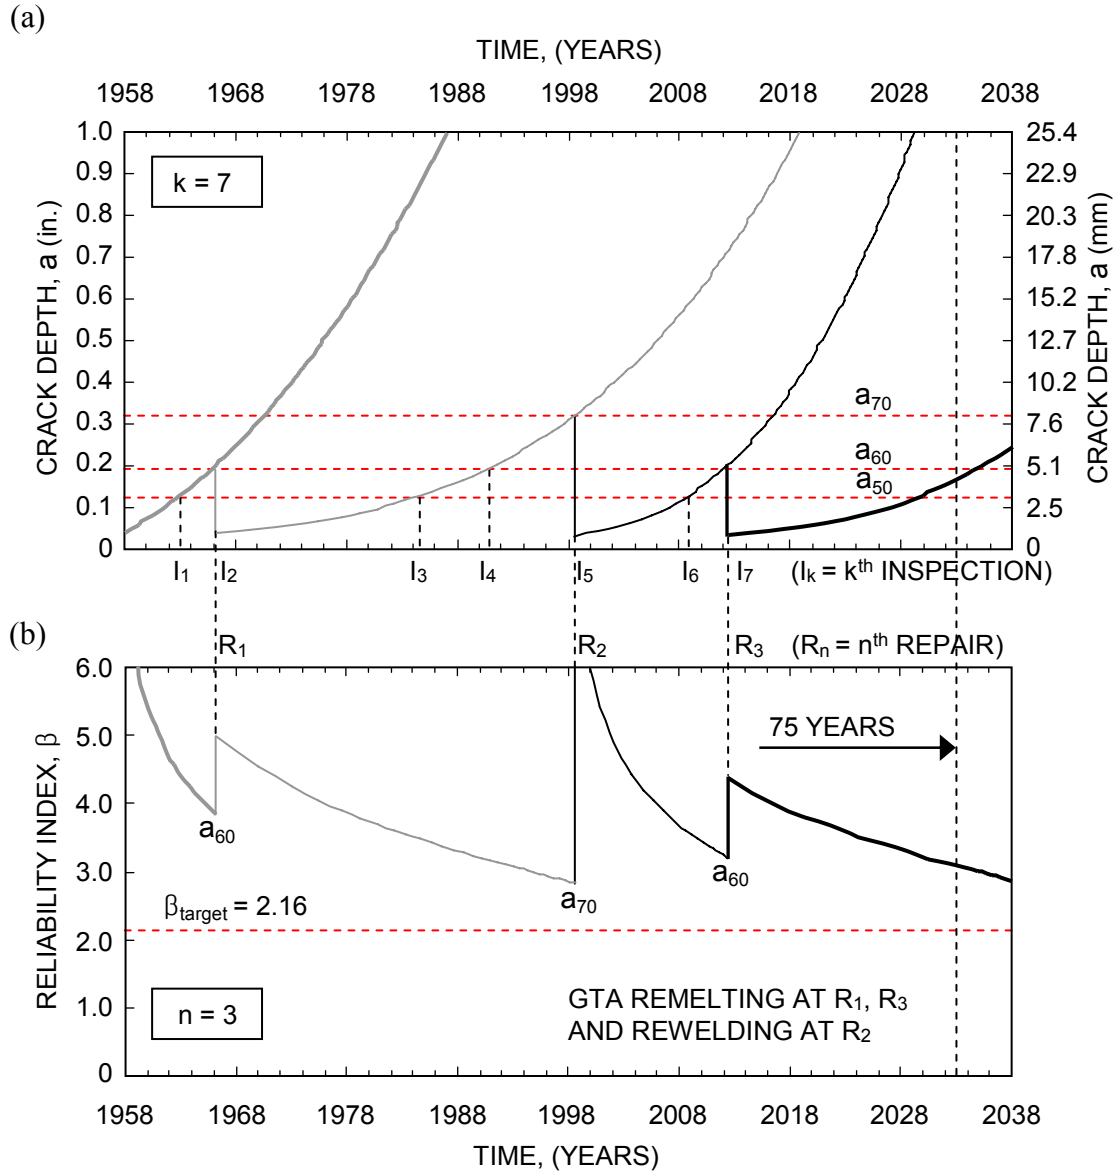 (a)
TIME, (YEARS)
1958 1968 1978 1988 1998 2008 2018 2028 2038
CRACK DEPTH, a (in.)
1.0
0.9
0.8
0.7
0.6
0.5
0.4
0.3
0.2
0.1
0
k = 7
a70
a60
a50
25.4
22.9
20.3
17.8
15.2
12.7
10.2
7.6
5.1
2.5
0
CRACK DEPTH, a (mm)
I1 I2 I3 I4 I5 I6 I7 (Ik = kth INSPECTION)
(b)
R1 R2 R3 (Rn = nth REPAIR)
RELIABILITY INDEX, β
6.0
5.0
4.0
3.0
2.0
1.0
0
75 YEARS
a60
a70
a60
βtarget = 2.16
n = 3
GTA REMELTING AT R1, R3
AND REWELDING AT R2
1958 1968 1978 1988 1998 2008 2018 2028 2038
TIME, (YEARS)